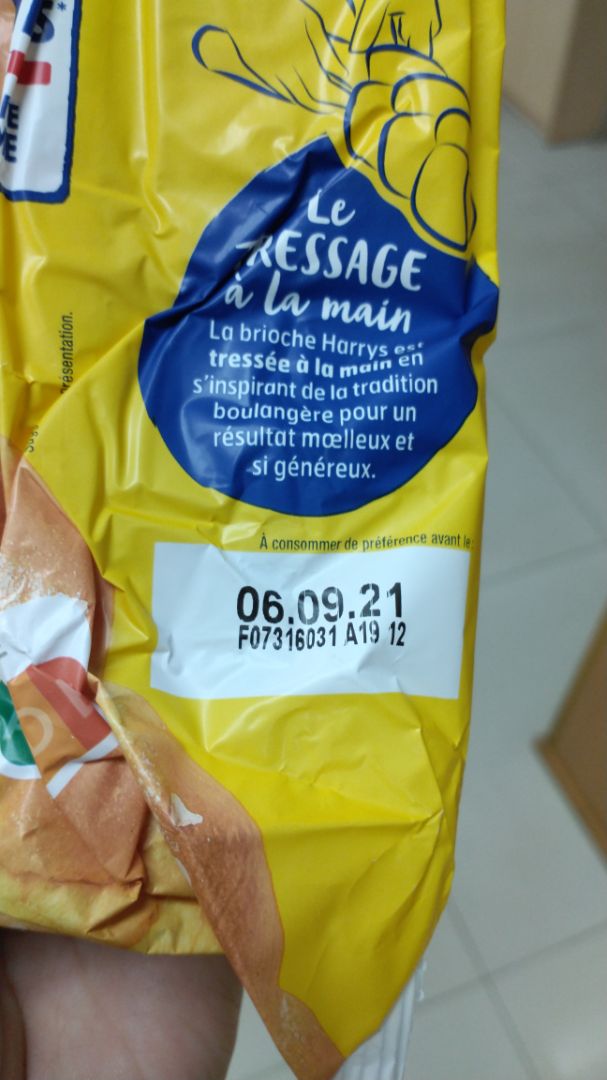 Le
TRESSAGE
à la main
La brioche Harrys est
tressée à la main en
s'inspirant de la tradition
boulangère pour un
résultat mœlleux et
si généreux.
présentation.
À consommer de préférence avant le :
06.09.21
F07316031 A19 12